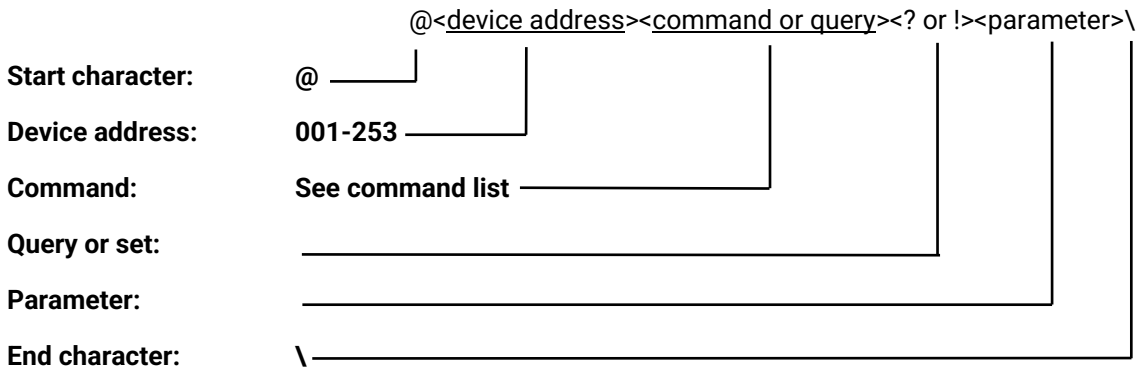 @<device address><command or query><? or !><parameter>\
Start character: @
Device address: 001-253
Command: See command list
Query or set:
Parameter:
End character: \